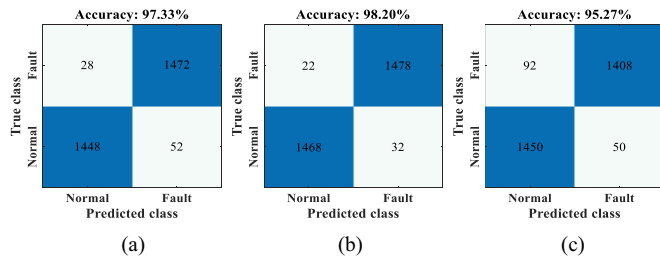 Accuracy: 97.33%
True class
Fault
28
1472
Normal
1448
52
Normal
Fault
Predicted class
(a)
Accuracy: 98.20%
True class
Fault
22
1478
Normal
1468
32
Normal
Fault
Predicted class
(b)
Accuracy: 95.27%
True class
Fault
92
1408
Normal
1450
50
Normal
Fault
Predicted class
(c)